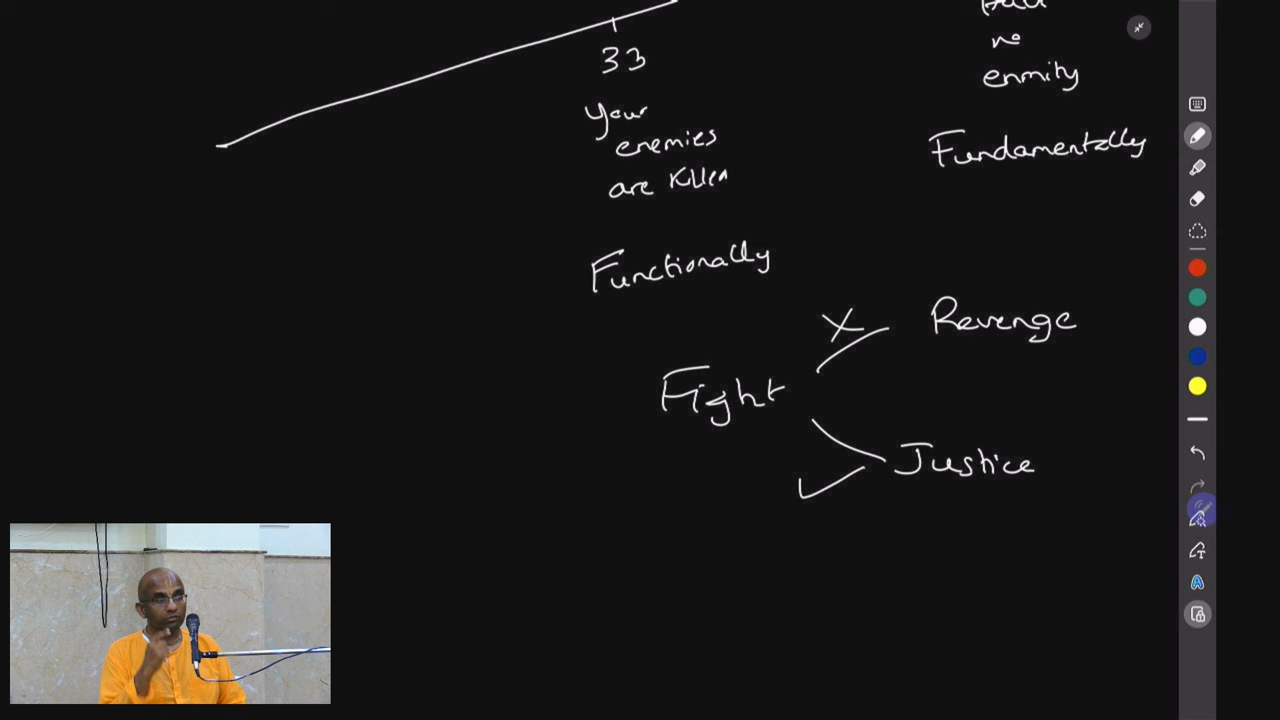 33
your
enemies
are killed
Functionally
no
enmity
Fundamentally
Fight
X
Revenge
Justice